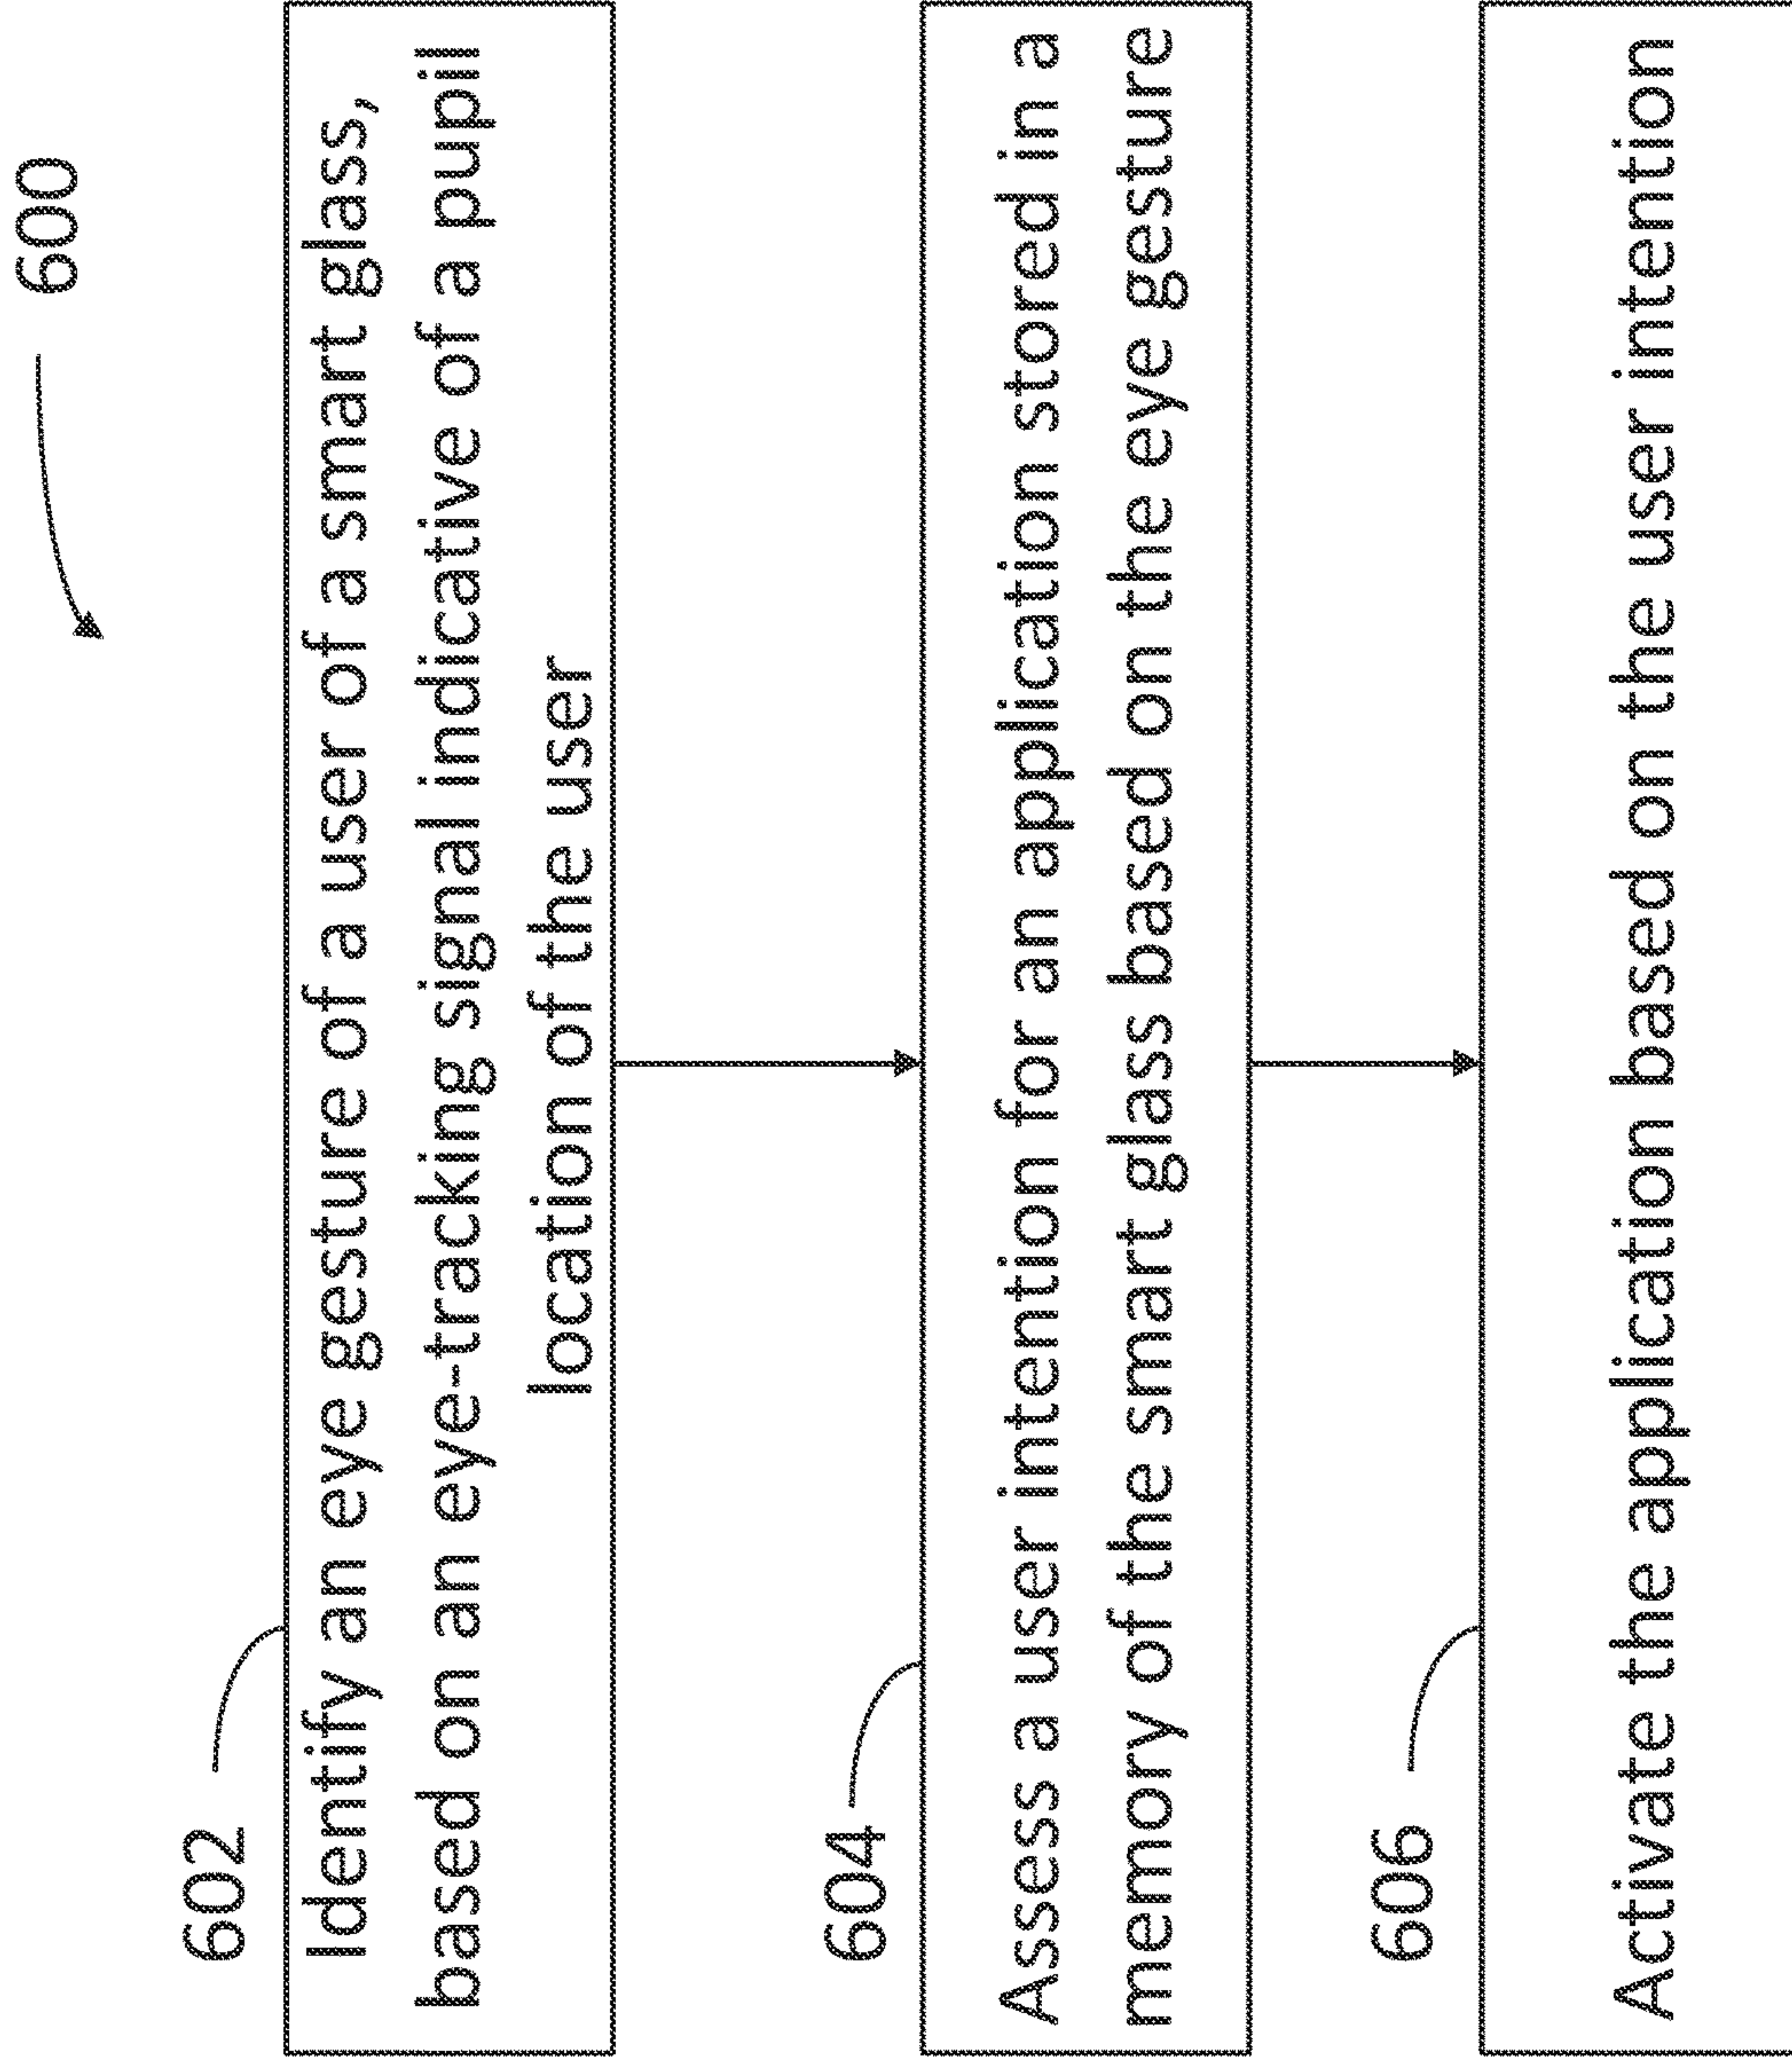 600
602
Identify an eye gesture of a user of a smart glass,
based on an eye-tracking signal indicative of a pupil
location of the user
604
Assess a user intention for an application stored in a
memory of the smart glass based on the eye gesture
606
Activate the application based on the user intention